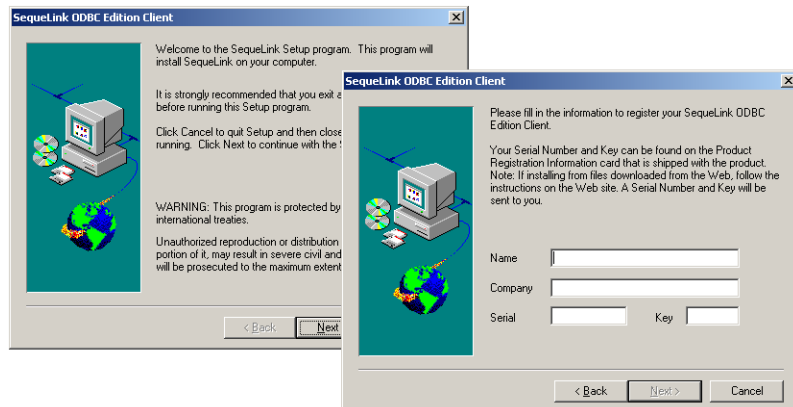 SequeLink ODBC Edition Client
Welcome to the SequeLink Setup program. This program will
install SequeLink on your computer.
It is strongly recommended that you exit
before running this Setup program.
Click Cancel to quit Setup and then close
running. Click Next to continue with the
WARNING: This program is protected by
international treaties.
Unauthorized reproduction or distribution
portion of it, may result in severe civil and
will be prosecuted to the maximum extent
< Back
Next
SequeLink ODBC Edition Client
Please fill in the information to register your SequeLink ODBC
Edition Client.
Your Serial Number and Key can be found on the Product
Registration Information card that is shipped with the product.
Note: If installing from files downloaded from the Web, follow the
instructions on the Web site. A Serial Number and Key will be
sent to you.
Name
Company
Serial Key
< Back Next > Cancel